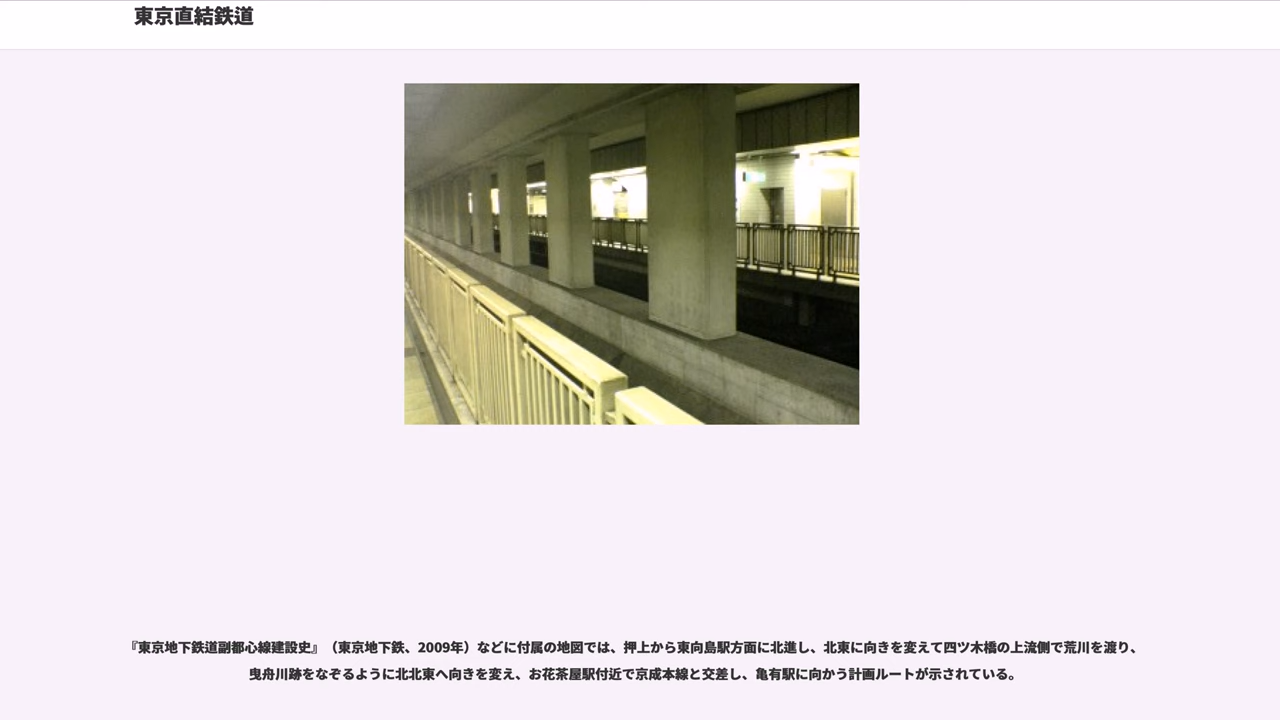 東京直結鉄道
『東京地下鉄道副都心線建設史』（東京地下鉄、2009年）などに付属の地図では、押上から東向島駅方面に北進し、北東に向きを変えて四ツ木橋の上流側で荒川を渡り、
曳舟川跡をなぞるように北北東へ向きを変え、お花茶屋駅付近で京成本線と交差し、亀有駅に向かう計画ルートが示されている。